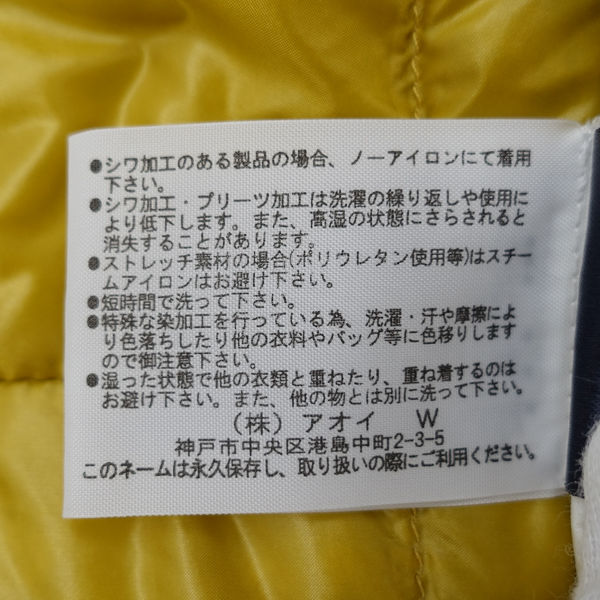 ●シワ加工のある製品の場合、ノーアイロンにて着用
下さい。
●シワ加工・プリーツ加工は洗濯の繰り返しや使用に
より低下します。また、高湿の状態にさらされると
消失することがあります。
●ストレッチ素材の場合(ポリウレタン使用等)はスチー
ムアイロンはお避け下さい。
●短時間で洗って下さい。
●特殊な染加工を行っている為、洗濯・汗や摩擦によ
り色落ちしたり他の衣料やバッグ等に色移りします
ので御注意下さい。
●湿った状態で他の衣類と重ねたり、重ね着するのは
お避け下さい。また、他の物とは別に洗って下さい。
(株) アオイ W
神戸市中央区港島中町2-3-5
このネームは永久保存し、取り扱いの際にご利用ください。